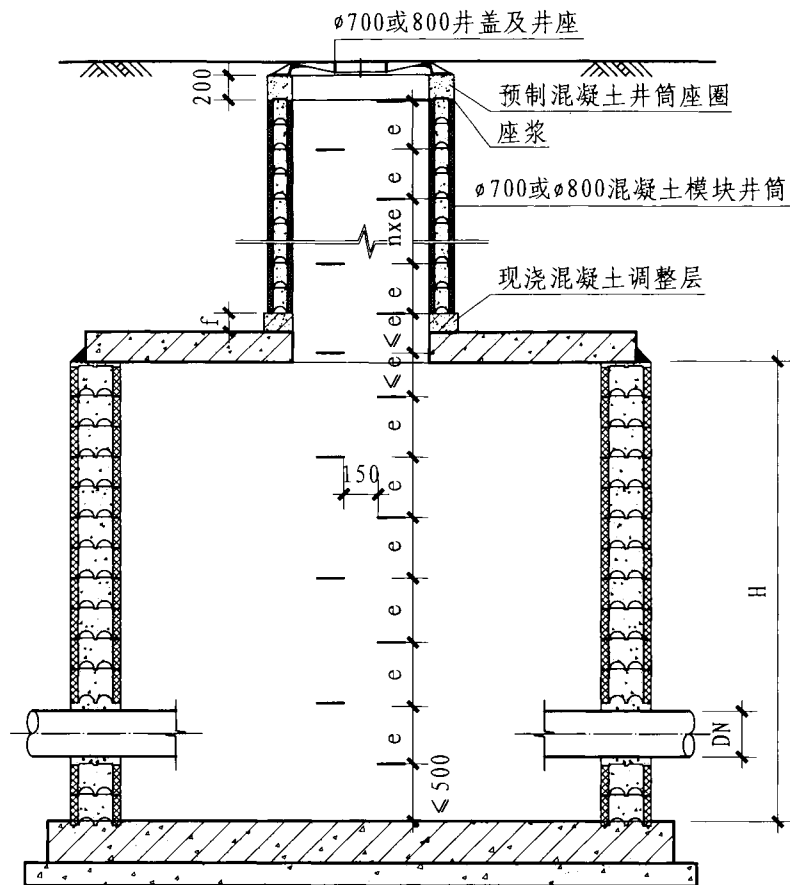 ø700或800井盖及井座
200
预制混凝土井筒座圈
座浆
e
e
ø700或ø800混凝土模块井筒
nxe
e
现浇混凝土调整层
f
≤e
≤e
e
150
e
e
e
e
H
e
DN
≤500